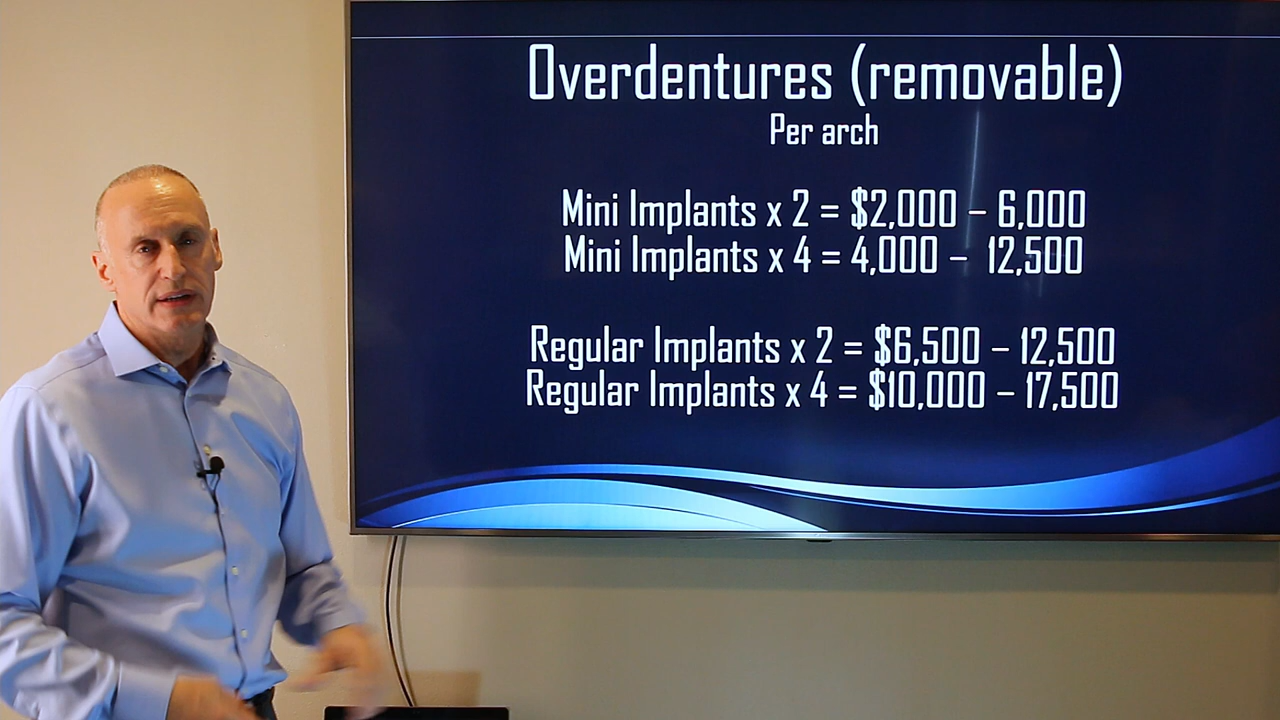 Overdentures (removable)
Per arch
Mini Implants x 2 = $2,000 – 6,000
Mini Implants x 4 = 4,000 – 12,500
Regular Implants x 2 = $6,500 – 12,500
Regular Implants x 4 = $10,000 – 17,500